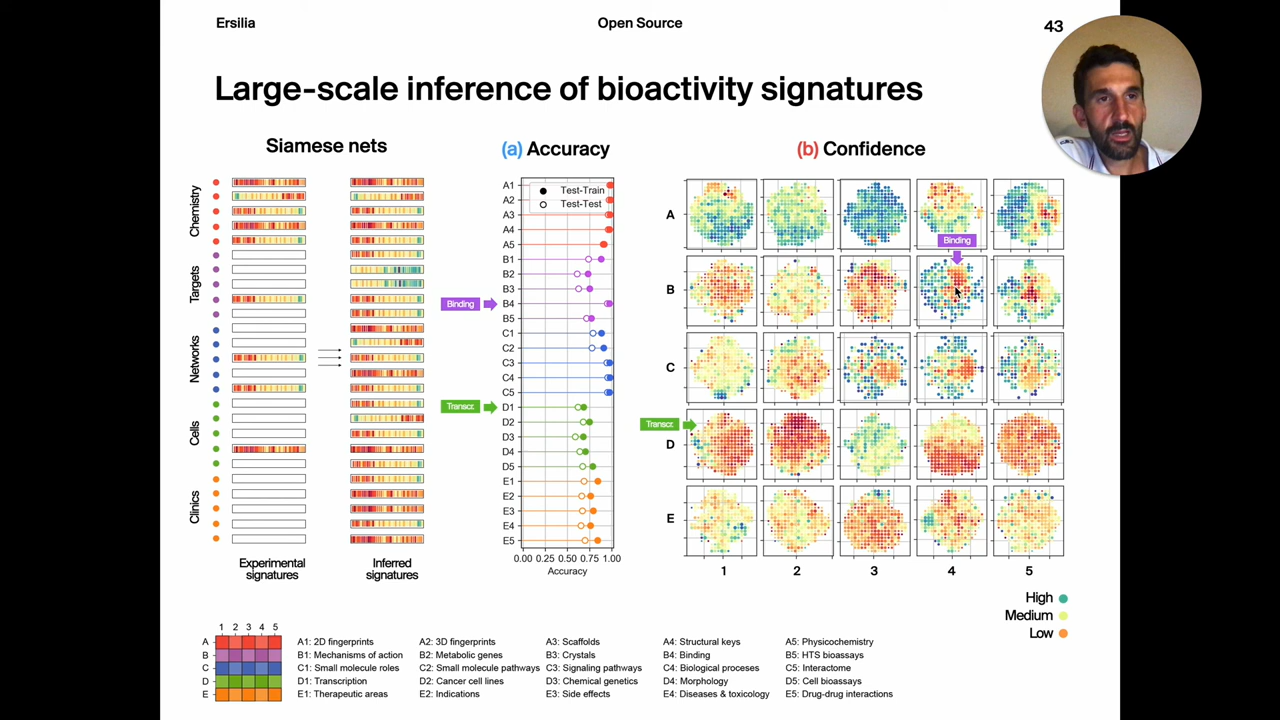 Ersilia
Open Source
43
Large-scale inference of bioactivity signatures
Siamese nets
(a) Accuracy
(b) Confidence
Chemistry
Targets
Networks
Cells
Clinics
Experimental
signatures
Inferred
signatures
Test-Train
Test-Test
A1
A2
A3
A4
A5
B1
B2
B3
B4
B5
C1
C2
C3
C4
C5
D1
D2
D3
D4
D5
E1
E2
E3
E4
E5
Binding
Transcr.
0.00 0.25 0.50 0.75 1.00
Accuracy
A
B
C
D
E
Binding
Transcr.
1 2 3 4 5
High
Medium
Low
1 2 3 4 5
A
B
C
D
E
A1: 2D fingerprints A2: 3D fingerprints A3: Scaffolds A4: Structural keys A5: Physicochemistry
B1: Mechanisms of action B2: Metabolic genes B3: Crystals B4: Binding B5: HTS bioassays
C1: Small molecule roles C2: Small molecule pathways C3: Signaling pathways C4: Biological proceses C5: Interactome
D1: Transcription D2: Cancer cell lines D3: Chemical genetics D4: Morphology D5: Cell bioassays
E1: Therapeutic areas E2: Indications E3: Side effects E4: Diseases & toxicology E5: Drug-drug interactions